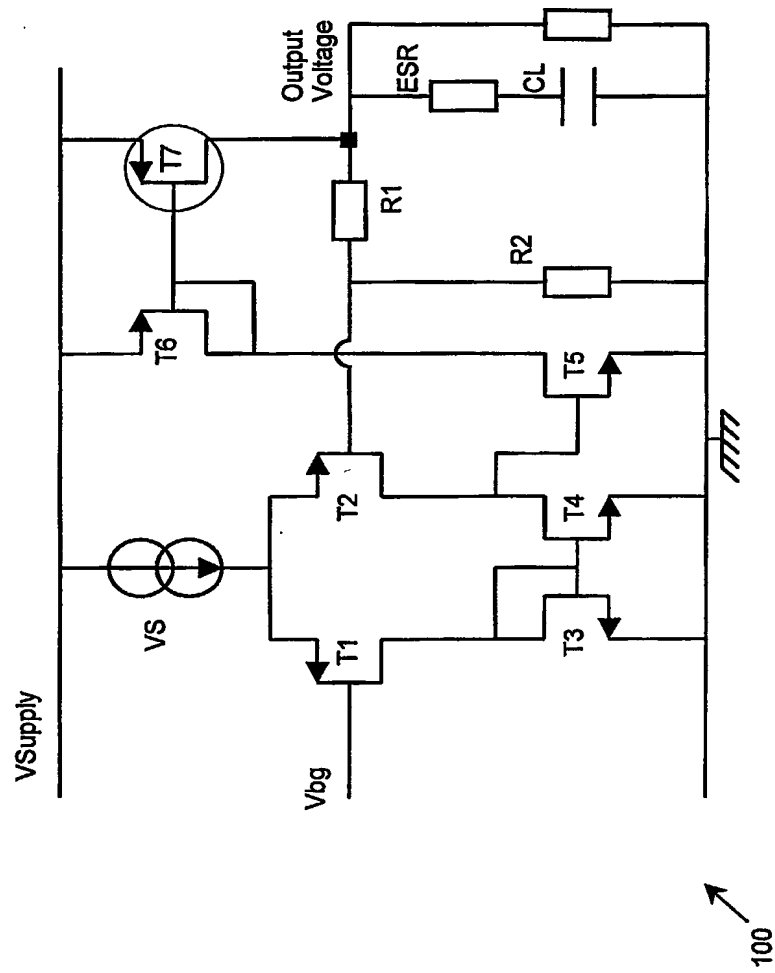 VSupply
VS
Vbg
T1
T2
T3
T4
T5
T6
T7
R1
R2
Output
Voltage
ESR
CL
100